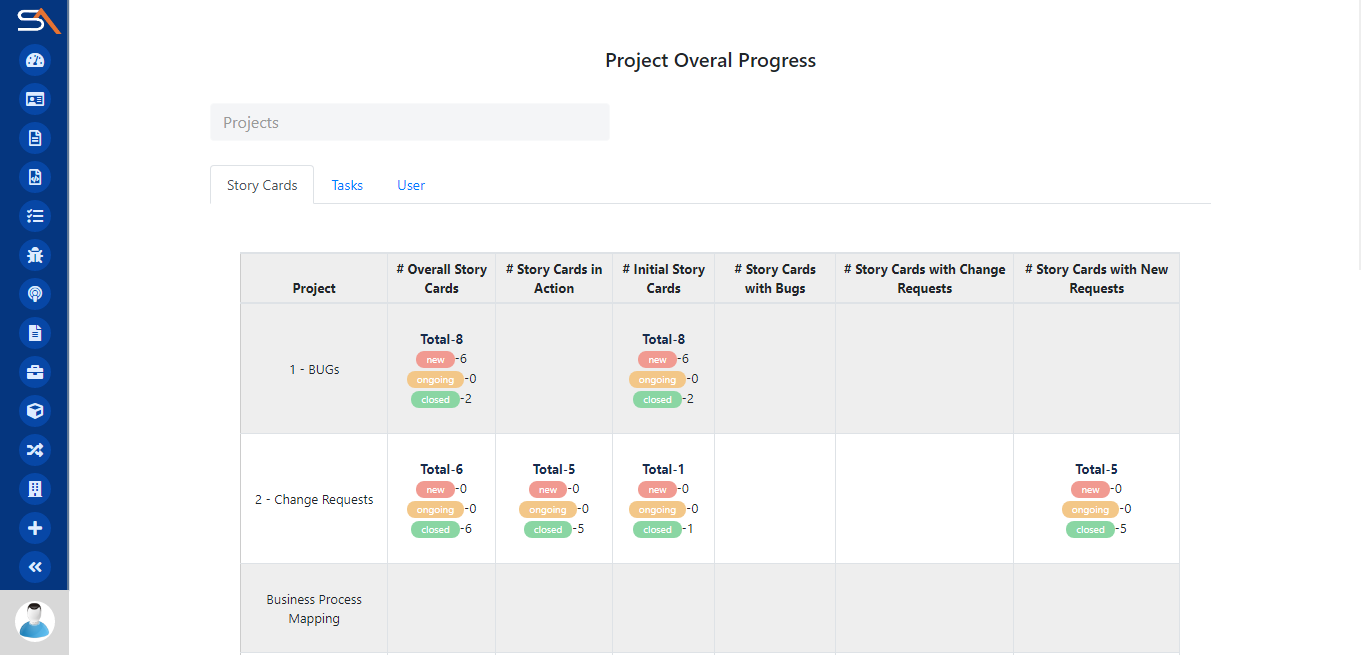 SA
Project Overal Progress
Projects
Story Cards Tasks User
Project # Overall Story Cards # Story Cards in Action # Initial Story Cards # Story Cards with Bugs # Story Cards with Change Requests # Story Cards with New Requests
1 - BUGs
Total-8
new-6
ongoing-0
closed-2
Total-8
new-6
ongoing-0
closed-2
2 - Change Requests
Total-6
new-0
ongoing-0
closed-6
Total-5
new-0
ongoing-0
closed-5
Total-1
new-0
ongoing-0
closed-1
Total-5
new-0
ongoing-0
closed-5
Business Process
Mapping